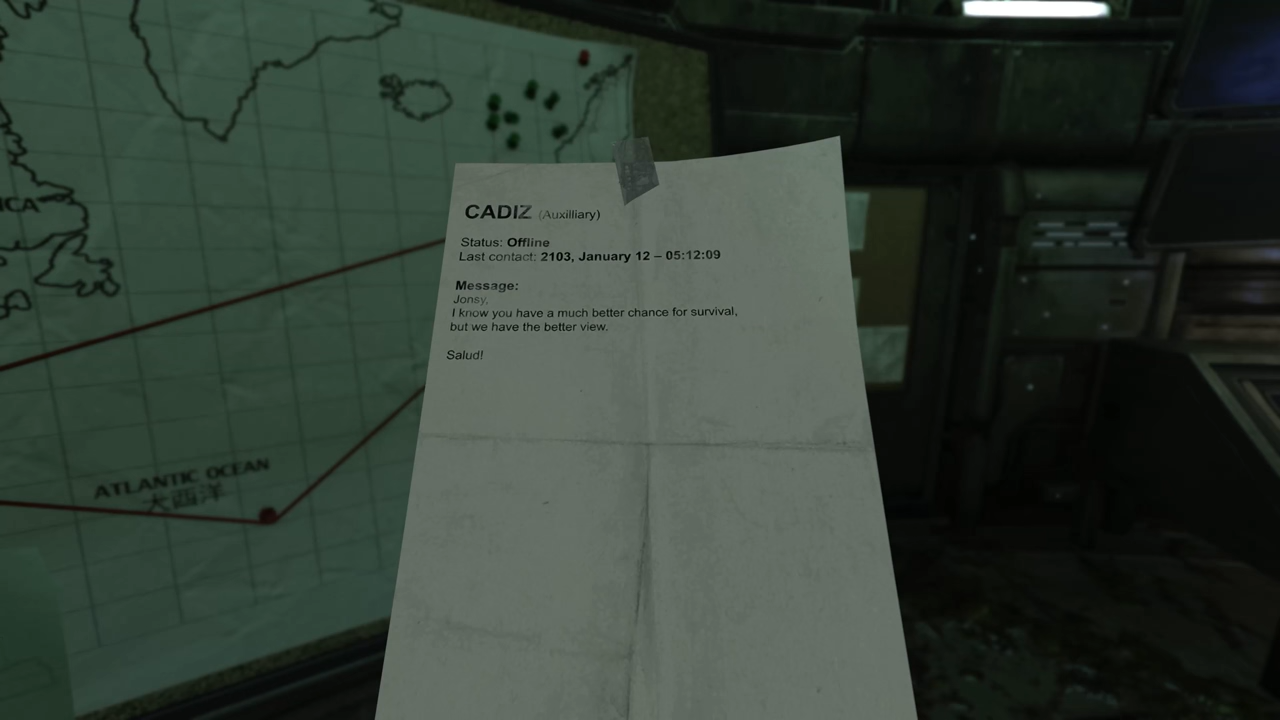 CADIZ (Auxilliary)
Status: Offline
Last contact: 2103, January 12 – 05:12:09
Message:
Jonsy,
I know you have a much better chance for survival,
but we have the better view.
Salud!
ICA
ATLANTIC OCEAN
大西洋